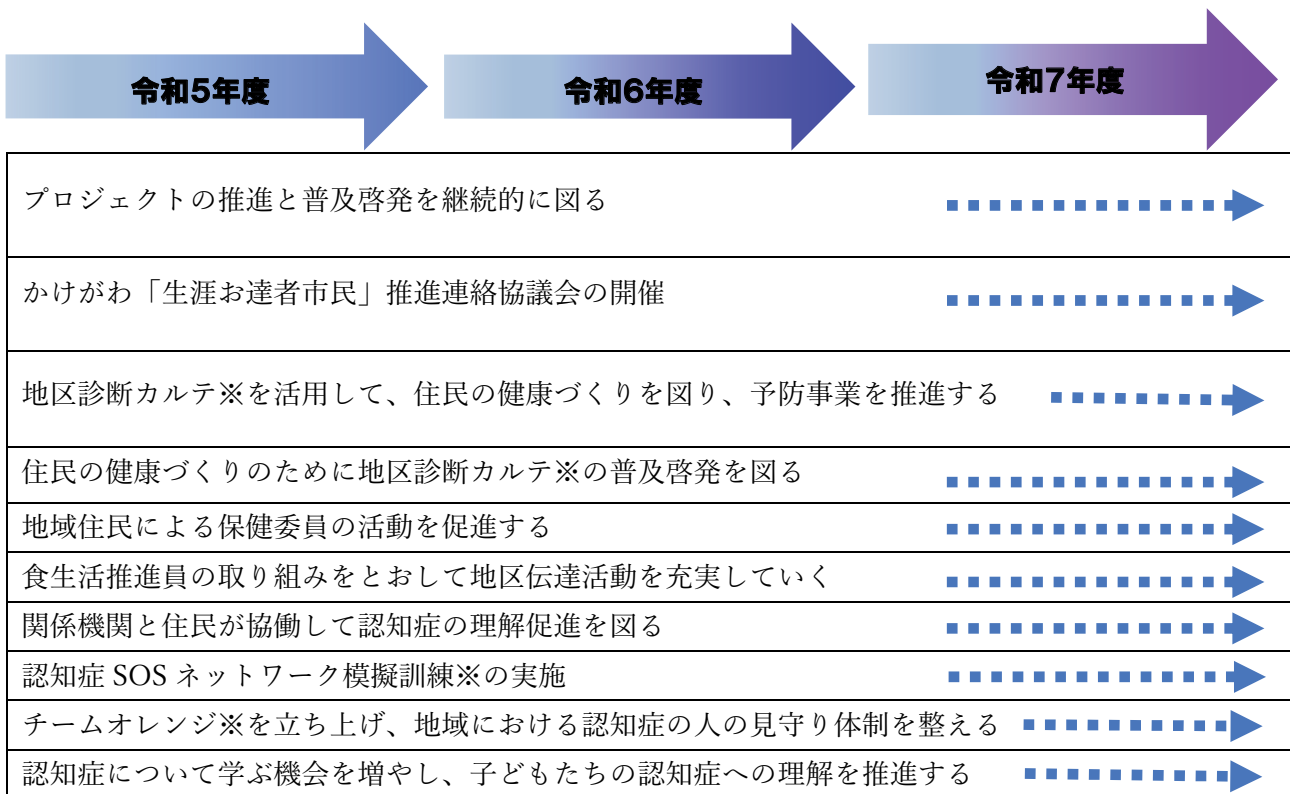 令和5年度
令和6年度
令和7年度
プロジェクトの推進と普及啓発を継続的に図る
かけがわ「生涯お達者市民」推進連絡協議会の開催
地区診断カルテ※を活用して、住民の健康づくりを図り、予防事業を推進する
住民の健康づくりのために地区診断カルテ※の普及啓発を図る
地域住民による保健委員の活動を促進する
食生活推進員の取り組みをとおして地区伝達活動を充実していく
関係機関と住民が協働して認知症の理解促進を図る
認知症 SOS ネットワーク模擬訓練※の実施
チームオレンジ※を立ち上げ、地域における認知症の人の見守り体制を整える
認知症について学ぶ機会を増やし、子どもたちの認知症への理解を推進する